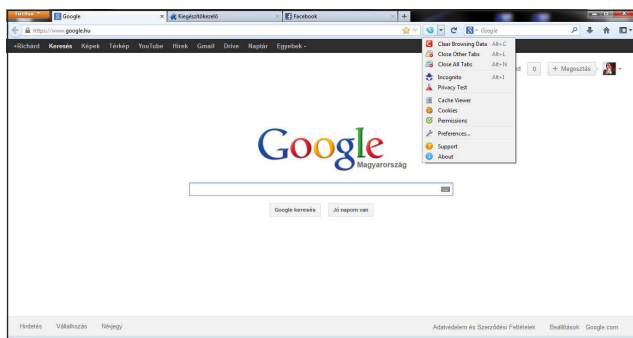 Firefox
Google
Kiegészítőkezelő
Facebook
https://www.google.hu
Google
+Richárd Keresés Képek Térkép YouTube Hírek Gmail Drive Naptár Egyebek
Clear Browsing Data Alt+C
Close Other Tabs Alt+L
Close All Tabs Alt+N
Incognito Alt+I
Privacy Test
Cache Viewer
Cookies
Permissions
Preferences...
Support
About
0 + Megosztás
Google
Magyarország
Google keresés Jó napom van
Hirdetés Vállalkozás Névjegy Adatvédelem és Szerződési Feltételek Beállítások Google.com